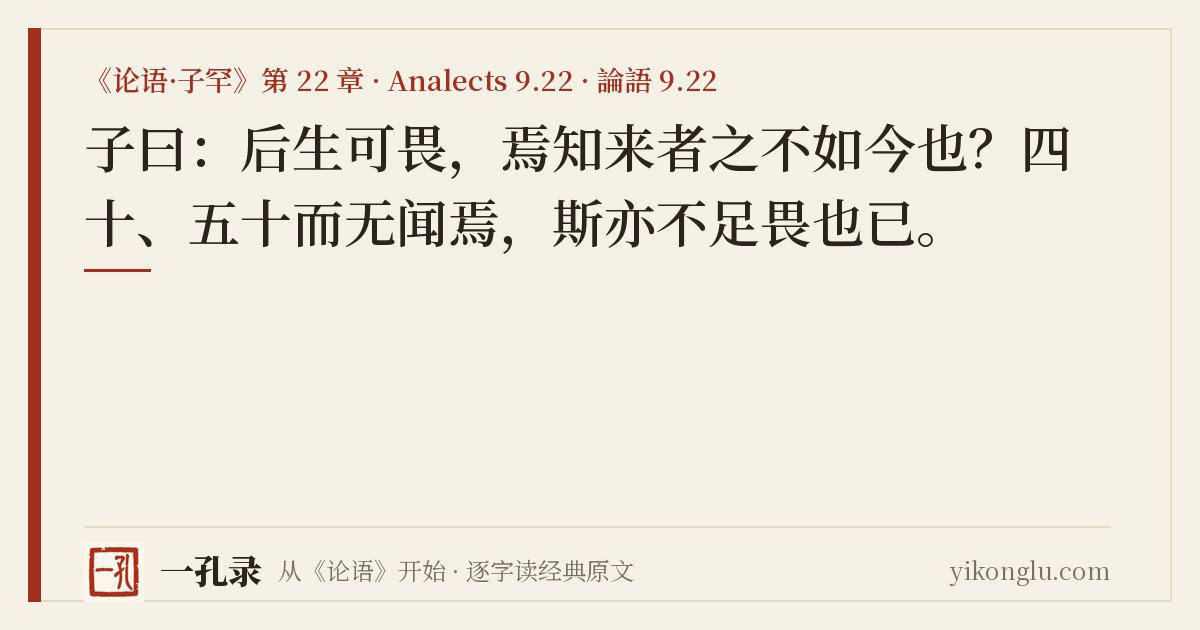 《论语·子罕》第 22 章 · Analects 9.22 · 論語 9.22
子曰：后生可畏，焉知来者之不如今也？四
十、五十而无闻焉，斯亦不足畏也已。
一孔
一孔录 从《论语》开始 · 逐字读经典原文 yikonglu.com